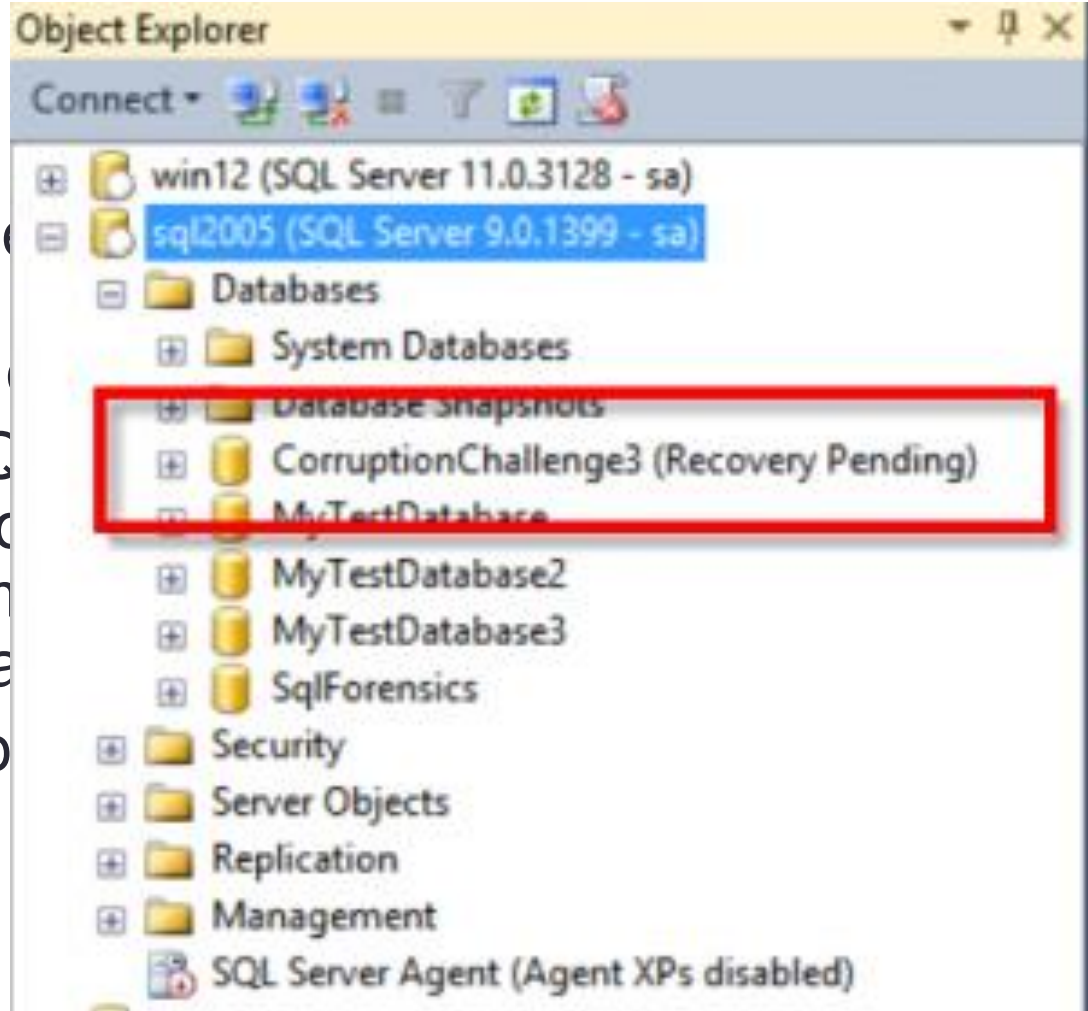 Object Explorer
Connect
win12 (SQL Server 11.0.3128 - sa)
sql2005 (SQL Server 9.0.1399 - sa)
Databases
System Databases
Database Snapshots
CorruptionChallenge3 (Recovery Pending)
MyTestDatabase
MyTestDatabase2
MyTestDatabase3
SqlForensics
Security
Server Objects
Replication
Management
SQL Server Agent (Agent XPs disabled)